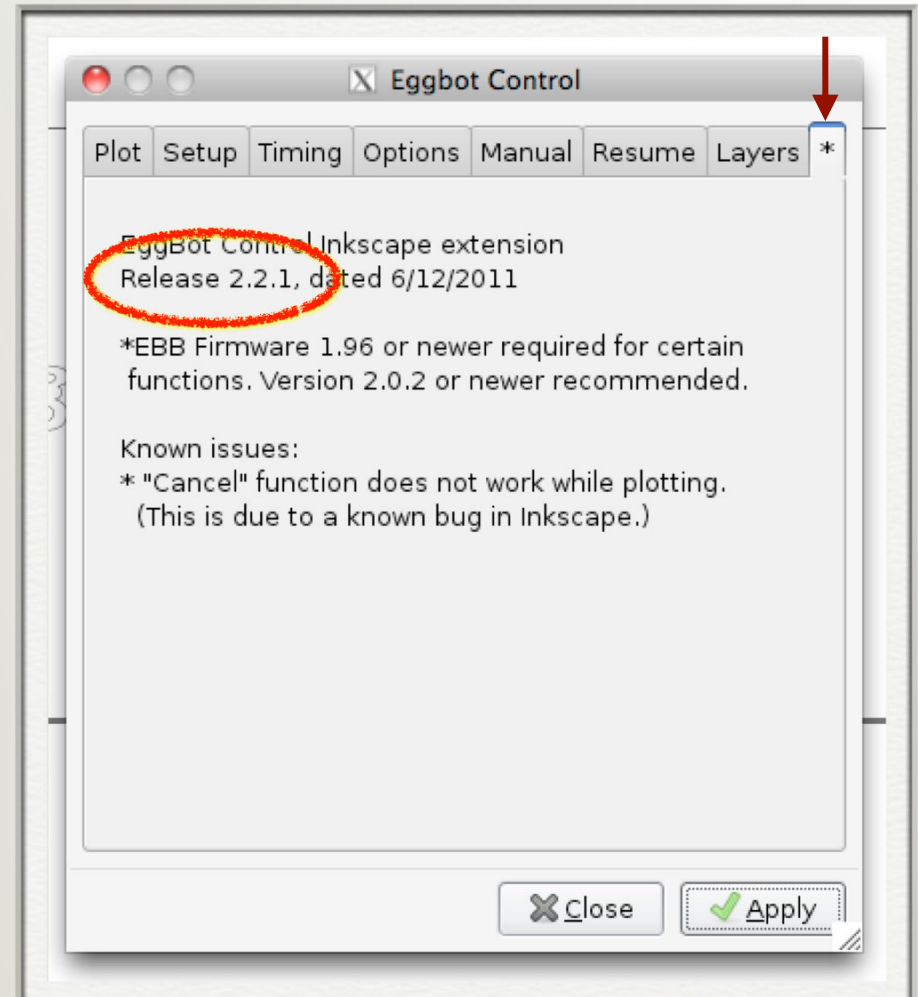 Eggbot Control
Plot Setup Timing Options Manual Resume Layers *
EggBot Control Inkscape extension
Release 2.2.1, dated 6/12/2011
*EBB Firmware 1.96 or newer required for certain
functions. Version 2.0.2 or newer recommended.
Known issues:
* "Cancel" function does not work while plotting.
(This is due to a known bug in Inkscape.)
Close Apply